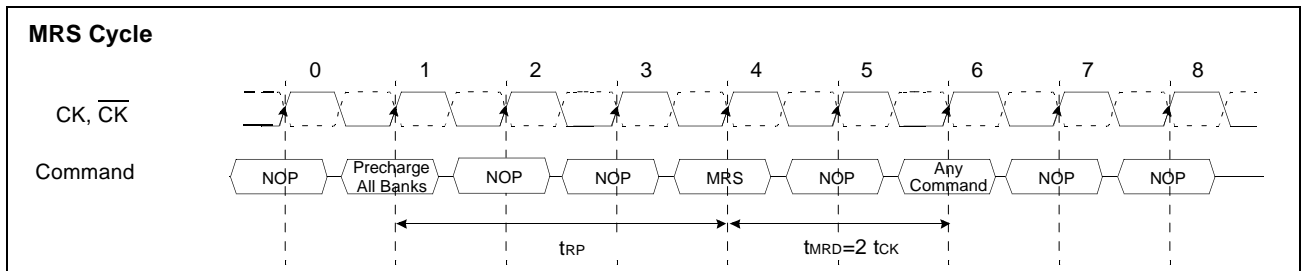 MRS Cycle
0 1 2 3 4 5 6 7 8
CK, C̅K̅
Command
NOP Precharge All Banks NOP NOP MRS NOP Any Command NOP NOP
tRP tMRD=2 tCK